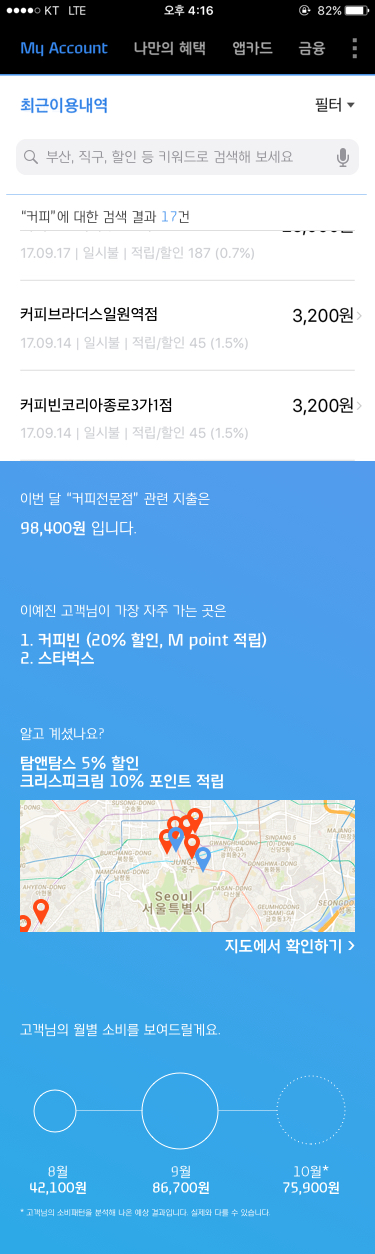 KT LTE 오후 4:16 82%
My Account 나만의 혜택 앱카드 금융
최근이용내역 필터
부산, 직구, 할인 등 키워드로 검색해 보세요
"커피"에 대한 검색 결과 17건
17.09.17 | 일시불 | 적립/할인 187 (0.7%)
커피브라더스일원역점 3,200원
17.09.14 | 일시불 | 적립/할인 45 (1.5%)
커피빈코리아종로3가1점 3,200원
17.09.14 | 일시불 | 적립/할인 45 (1.5%)
이번 달 "커피전문점" 관련 지출은
98,400원 입니다.
이예진 고객님이 가장 자주 가는 곳은
1. 커피빈 (20% 할인, M point 적립)
2. 스타벅스
알고 계셨나요?
탐앤탐스 5% 할인
크리스피크림 10% 포인트 적립
SUSONG-DONG
BUKCHANG-DONG
북창동
NAMCHANG-DONG
남창동
JUNG
중구
DASAN-DONG
다산동
AHYEON-DONG
아현동
Seoul
서울특별시
지도에서 확인하기 >
고객님의 월별 소비를 보여드릴게요.
8월 9월 10월*
42,100원 86,700원 75,900원
* 고객님의 소비패턴을 분석해 나온 예상 결과입니다. 실제와 다를 수 있습니다.